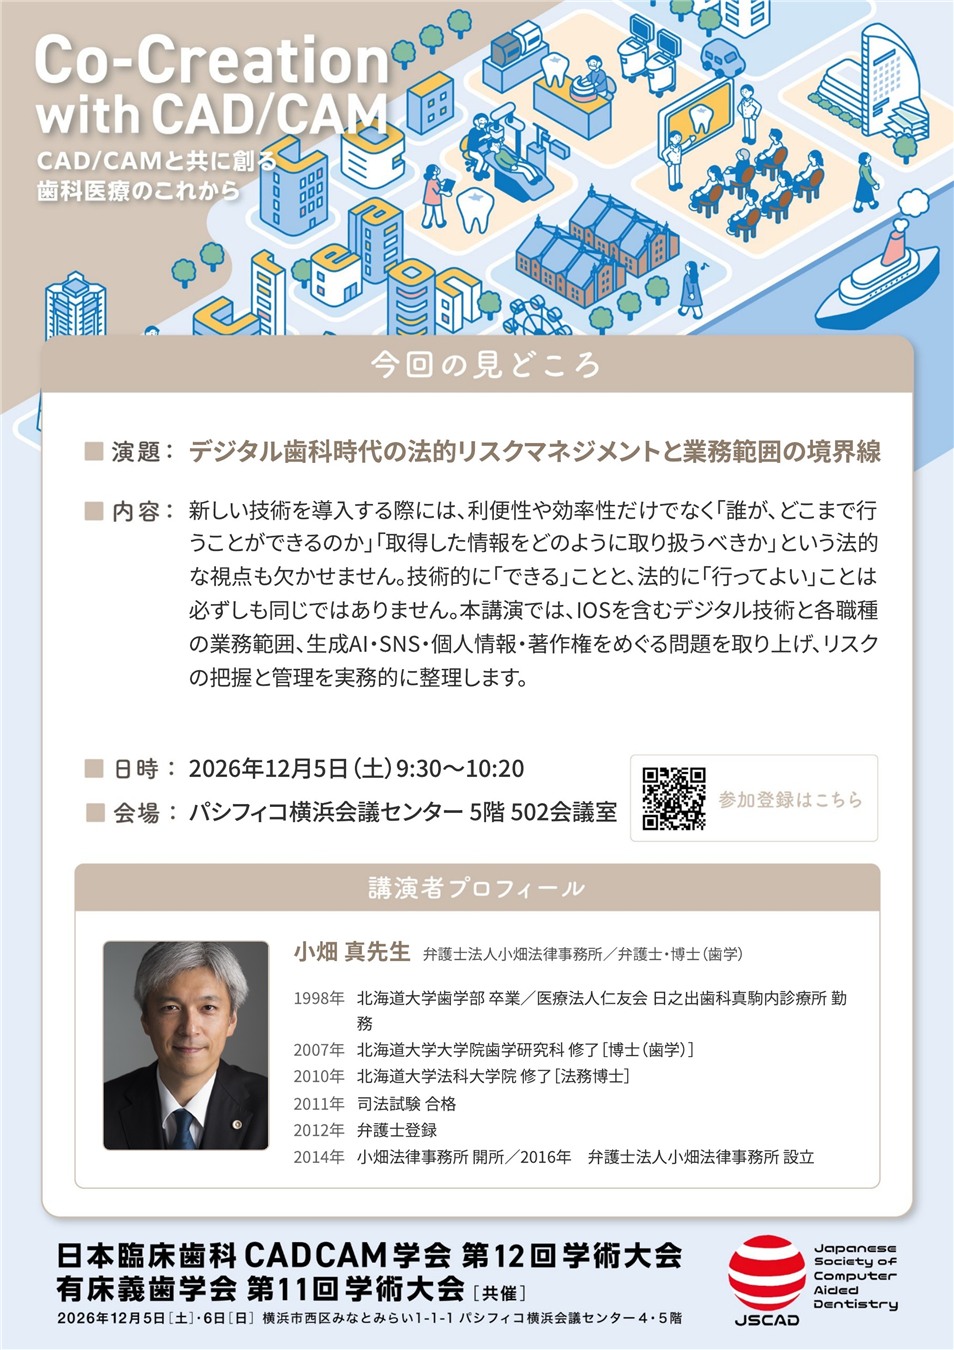 Co-Creation
with CAD/CAM
CAD/CAMと共に創る
歯科医療のこれから
今回の見どころ
演題： デジタル歯科時代の法的リスクマネジメントと業務範囲の境界線
内容： 新しい技術を導入する際には、利便性や効率性だけでなく「誰が、どこまで行
うことができるのか」「取得した情報をどのように取り扱うべきか」という法的
な視点も欠かせません。技術的に「できる」ことと、法的に「行ってよい」ことは
必ずしも同じではありません。本講演では、IOSを含むデジタル技術と各職種
の業務範囲、生成AI・SNS・個人情報・著作権をめぐる問題を取り上げ、リスク
の把握と管理を実務的に整理します。
日時： 2026年12月5日（土）9:30〜10:20
会場： パシフィコ横浜会議センター 5階 502会議室
参加登録はこちら
講演者プロフィール
小畑 真先生 弁護士法人小畑法律事務所／弁護士・博士（歯学）
1998年 北海道大学歯学部 卒業／医療法人仁友会 日之出歯科真駒内診療所 勤
務
2007年 北海道大学大学院歯学研究科 修了［博士（歯学）］
2010年 北海道大学法科大学院 修了［法務博士］
2011年 司法試験 合格
2012年 弁護士登録
2014年 小畑法律事務所 開所／2016年　弁護士法人小畑法律事務所 設立
日本臨床歯科CADCAM学会 第12回学術大会
有床義歯学会 第11回学術大会［共催］
2026年12月5日［土］・6日［日］ 横浜市西区みなとみらい1-1-1 パシフィコ横浜会議センター4・5階
JSCAD
Japanese
Society of
Computer
Aided
Dentistry